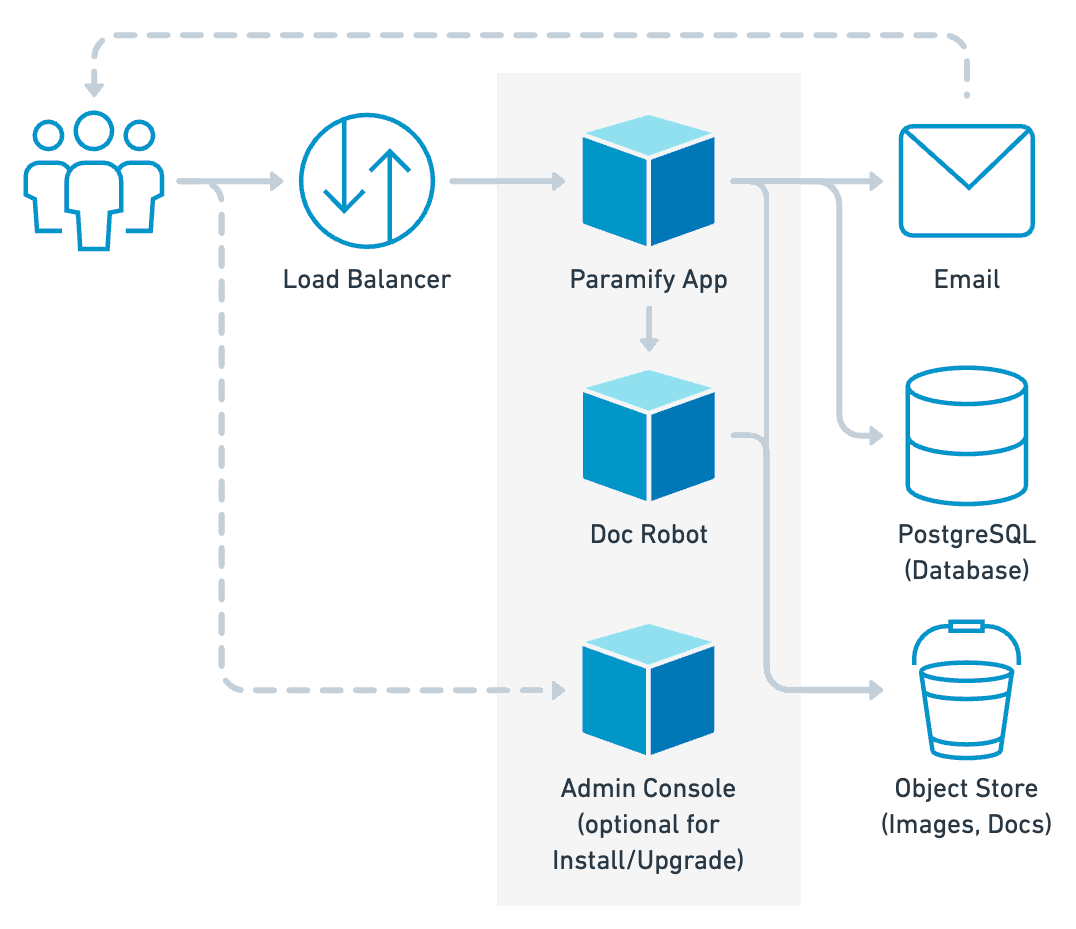 Load Balancer
Paramify App
Email
Doc Robot
PostgreSQL
(Database)
Admin Console
(optional for
Install/Upgrade)
Object Store
(Images, Docs)